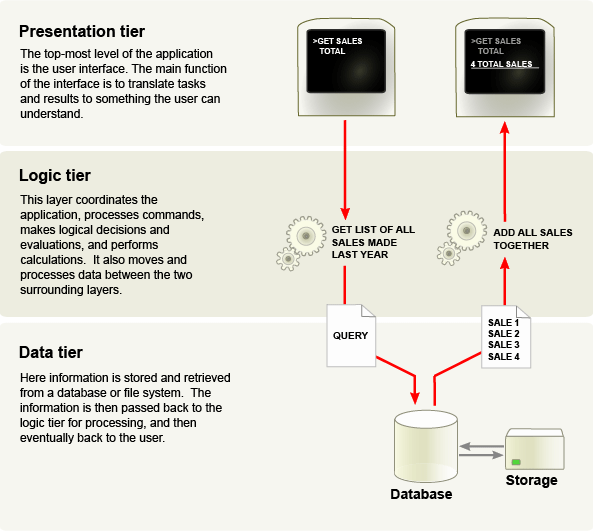 Presentation tier
The top-most level of the application
is the user interface. The main function
of the interface is to translate tasks
and results to something the user can
understand.
>GET SALES
TOTAL
>GET SALES
TOTAL
4 TOTAL SALES
Logic tier
This layer coordinates the
application, processes commands,
makes logical decisions and
evaluations, and performs
calculations. It also moves and
processes data between the two
surrounding layers.
GET LIST OF ALL
SALES MADE
LAST YEAR
ADD ALL SALES
TOGETHER
QUERY
SALE 1
SALE 2
SALE 3
SALE 4
Data tier
Here information is stored and retrieved
from a database or file system. The
information is then passed back to the
logic tier for processing, and then
eventually back to the user.
Database
Storage